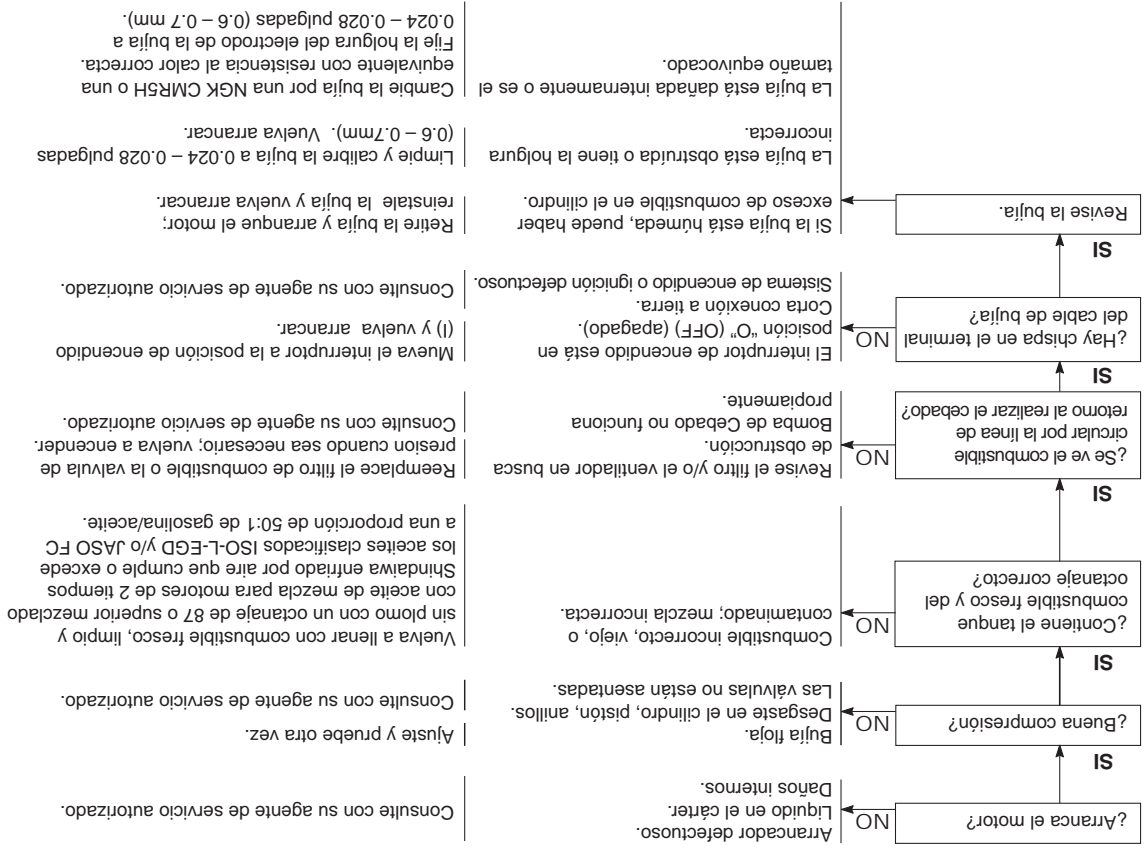 ¿Arranca el motor?
NO
Arrancador defectuoso.
Liquido en el cárter.
Daños internos.
Consulte con su agente de servicio autorizado.
SI
¿Buena compresión?
NO
Bujía floja.
Desgaste en el cilindro, pistón, anillos.
Las válvulas no están asentadas.
Ajuste y pruebe otra vez.
Consulte con su agente de servicio autorizado.
SI
¿Contiene el tanque
combustible fresco y del
octanaje correcto?
NO
Combustible incorrecto, viejo, o
contaminado; mezcla incorrecta.
Vuelva a llenar con combustible fresco, limpio y
sin plomo con un octanaje de 87 o superior mezclado
con aceite de mezcla para motores de 2 tiempos
Shindaiwa enfriado por aire que cumple o excede
los aceites clasificados ISO-L-EGD y/o JASO FC
a una proporción de 50:1 de gasolina/aceite.
SI
¿Se ve el combustible
circular por la línea de
retorno al realizar el cebado?
NO
Revise el filtro y/o el ventilador en busca
de obstrucción.
Bomba de Cebado no funciona
propiamente.
Reemplace el filtro de combustible o la valvula de
presion cuando sea necesario; vuelva a encender.
Consulte con su agente de servicio autorizado.
SI
¿Hay chispa en el terminal
del cable de bujía?
NO
El interruptor de encendido está en
posición "O" (OFF) (apagado).
Corta conexión a tierra.
Sistema de encendido o ignición defectuoso.
Mueva el interruptor a la posición de encendido
(I) y vuelva  arrancar.
Consulte con su agente de servicio autorizado.
SI
Revise la bujía.
Si la bujía está húmeda, puede haber
exceso de combustible en el cilindro.
Retire la bujía y arranque el motor;
reinstale  la bujía y vuelva arrancar.
La bujía está obstruída o tiene la holgura
incorrecta.
Limpie y calibre la bujía a 0.024 – 0.028 pulgadas
(0.6 – 0.7mm).  Vuelva arrancar.
La bujía está dañada internamente o es el
tamaño equivocado.
Cambie la bujía por una NGK CMR5H o una
equivalente con resistencia al calor correcta.
Fije la holgura del electrodo de la bujía a
0.024 – 0.028 pulgadas (0.6 – 0.7 mm).